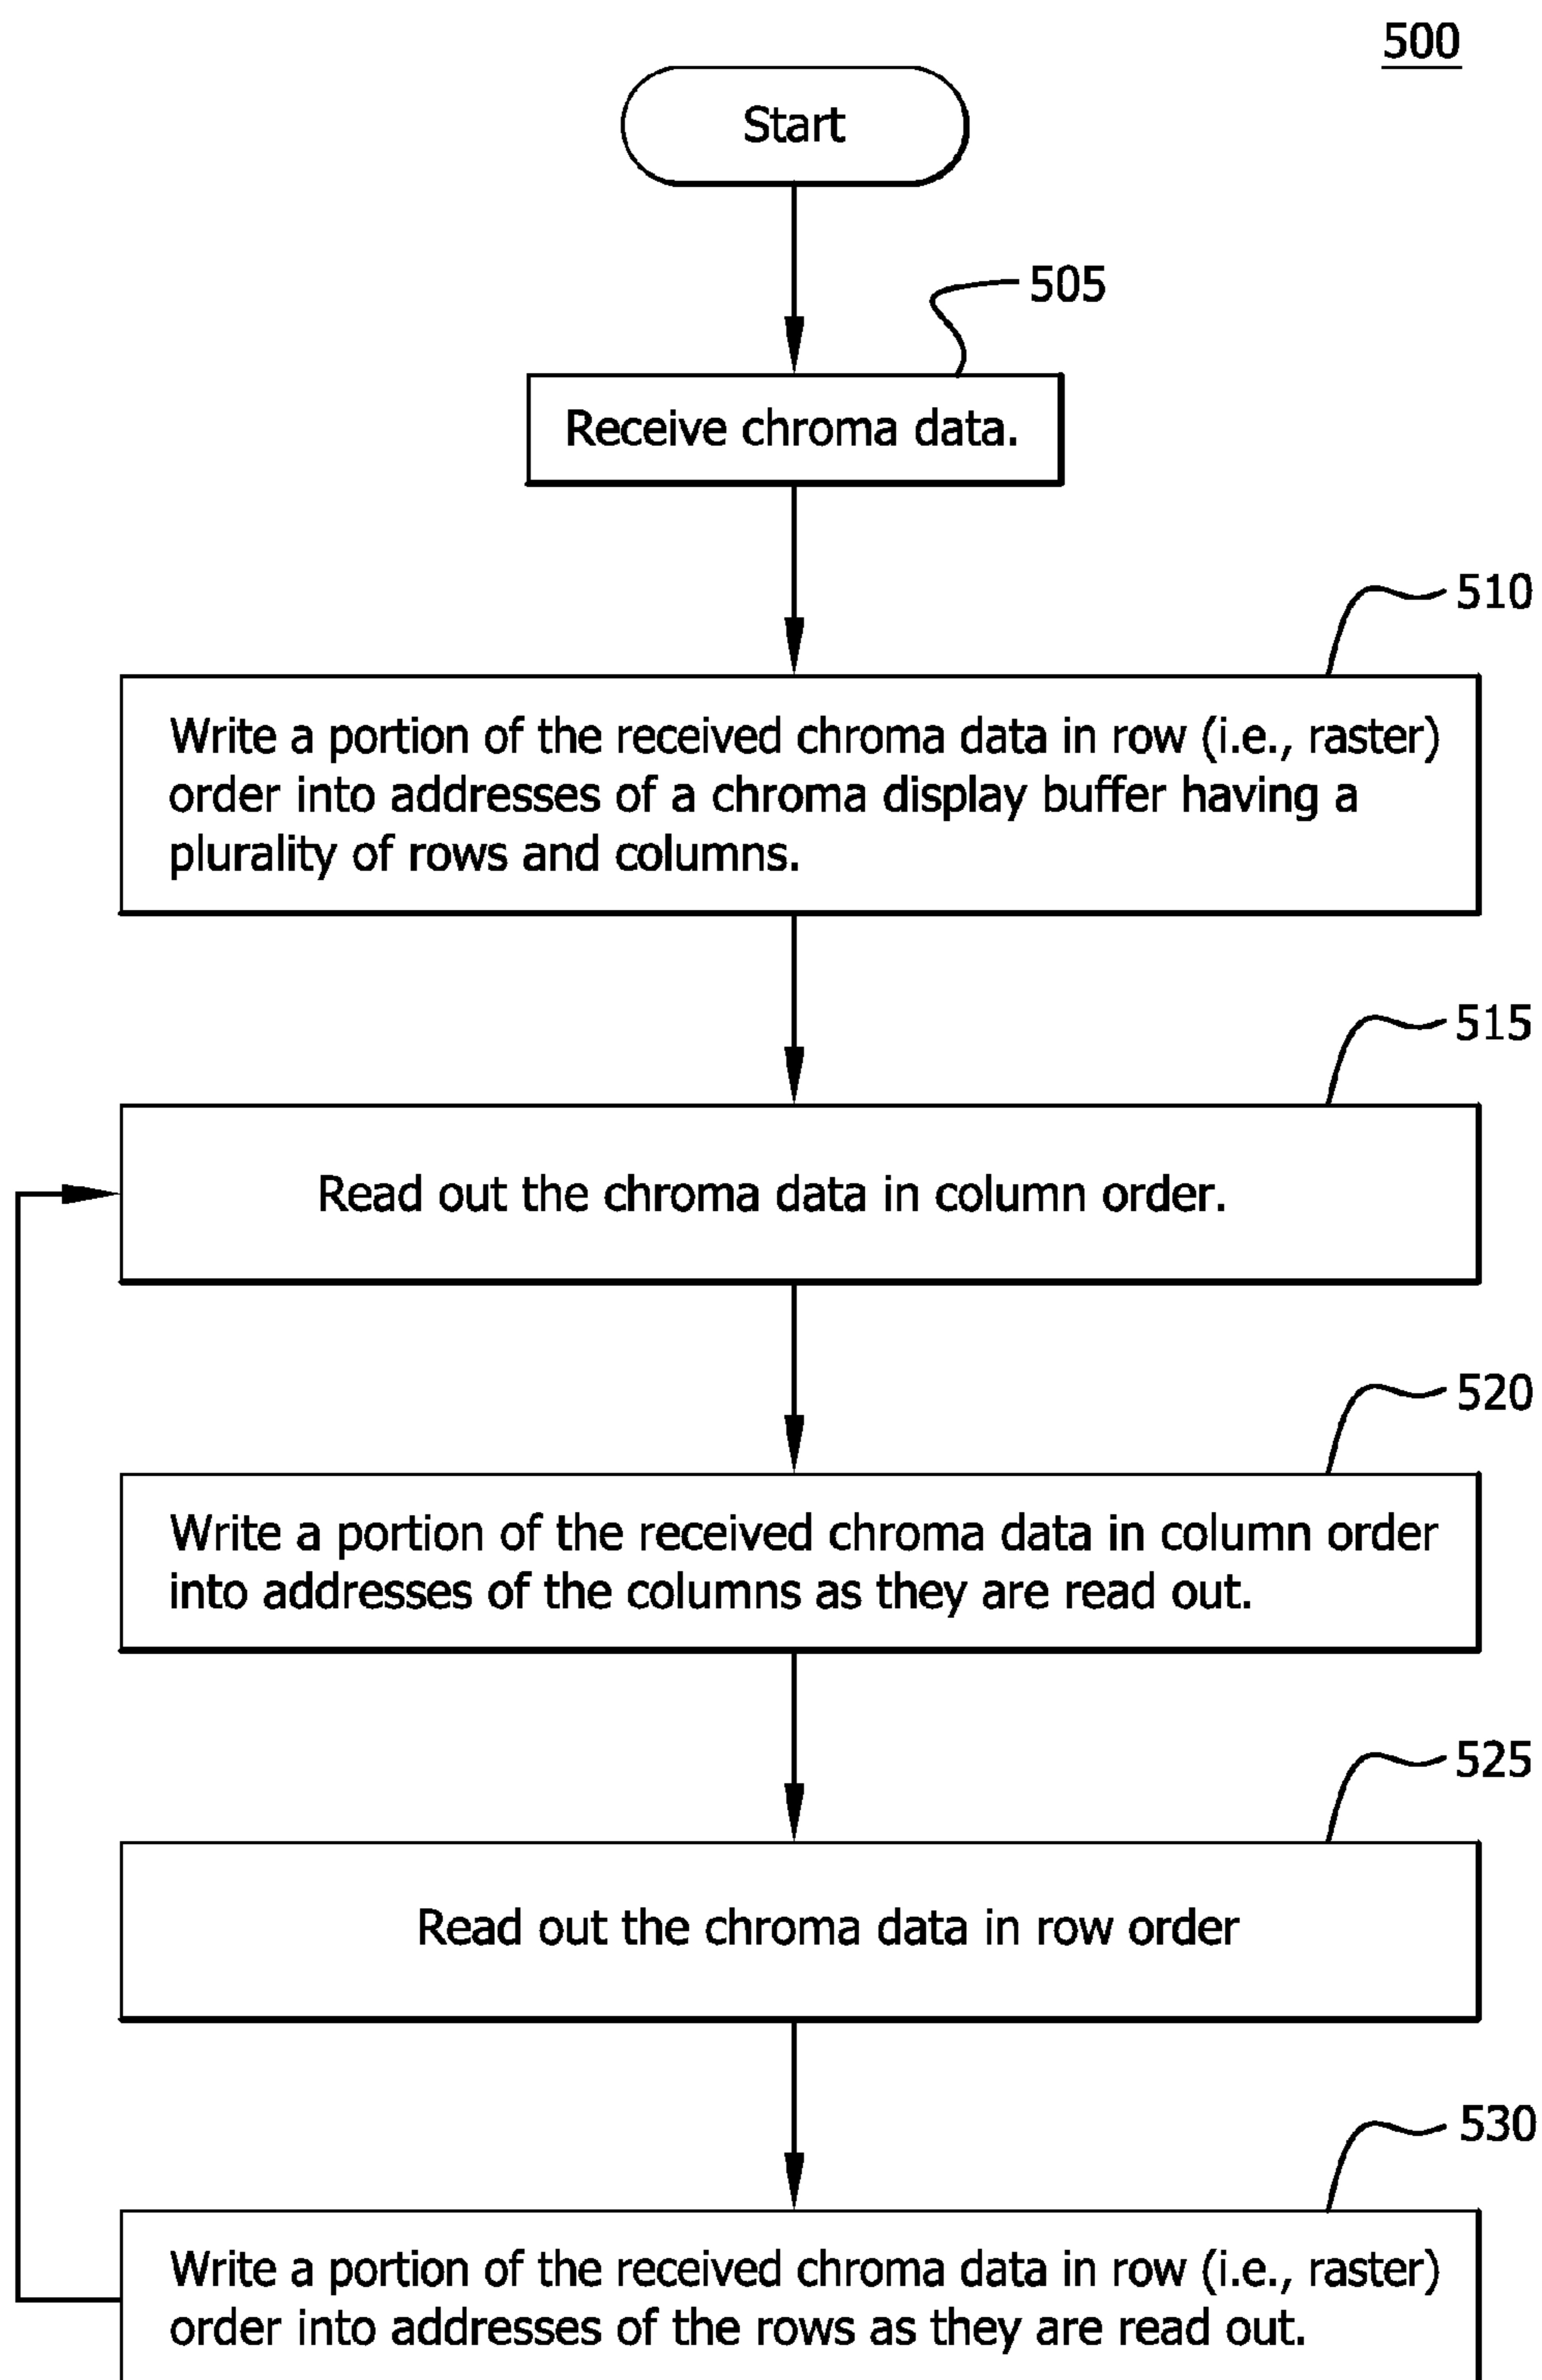 500
Start
505
Receive chroma data.
510
Write a portion of the received chroma data in row (i.e., raster)
order into addresses of a chroma display buffer having a
plurality of rows and columns.
515
Read out the chroma data in column order.
520
Write a portion of the received chroma data in column order
into addresses of the columns as they are read out.
525
Read out the chroma data in row order
530
Write a portion of the received chroma data in row (i.e., raster)
order into addresses of the rows as they are read out.